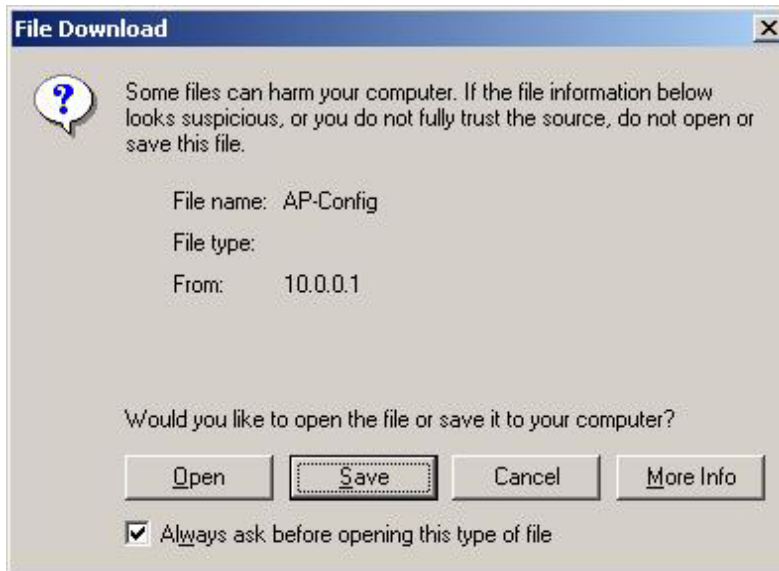 File Download
Some files can harm your computer. If the file information below
looks suspicious, or you do not fully trust the source, do not open or
save this file.
File name: AP-Config
File type:
From: 10.0.0.1
Would you like to open the file or save it to your computer?
Open Save Cancel More Info
Always ask before opening this type of file